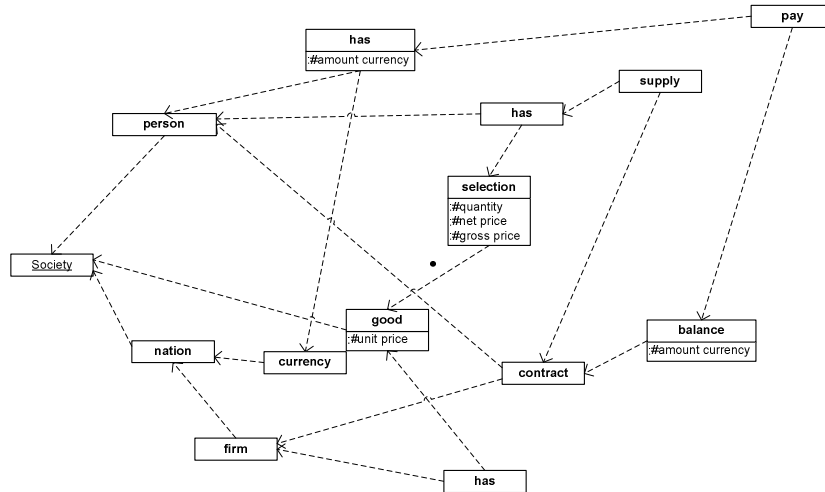 pay
has
:#amount currency
supply
has
person
selection
:#quantity
:#net price
:#gross price
Society
good
:#unit price
balance
:#amount currency
nation
currency
contract
firm
has